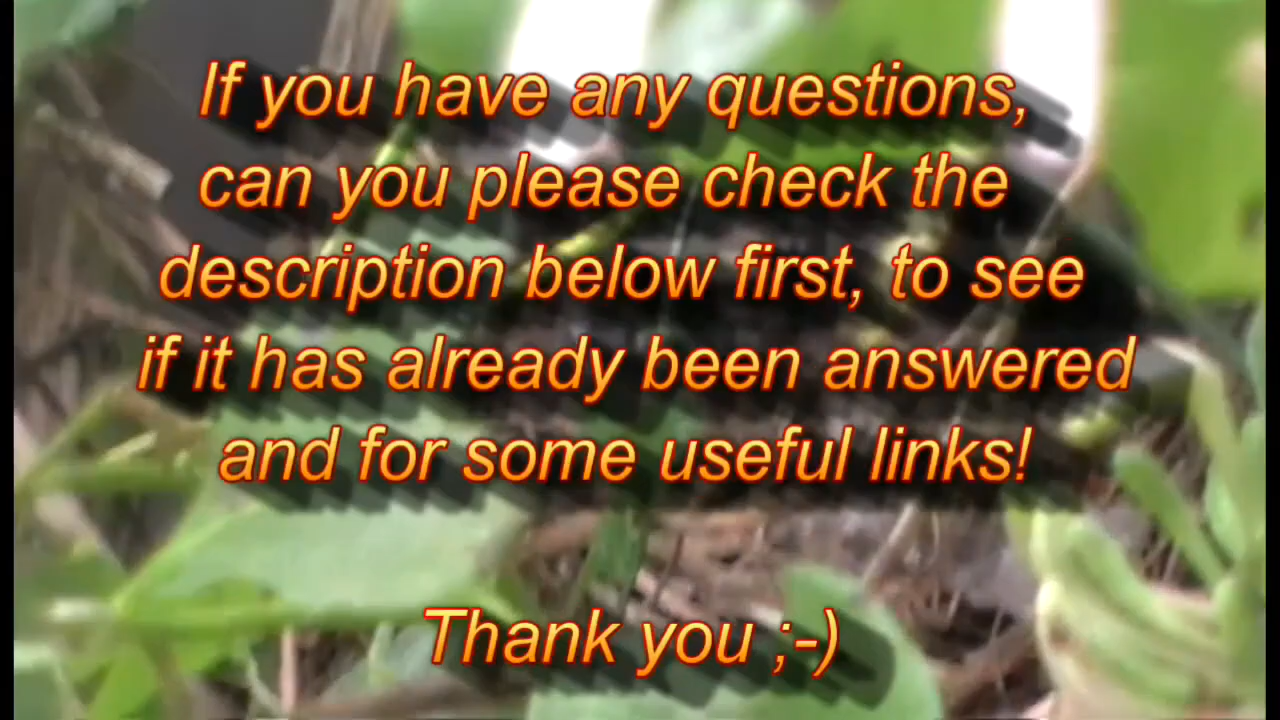 If you have any questions,
can you please check the
description below first, to see
if it has already been answered
and for some useful links!
Thank you ;-)